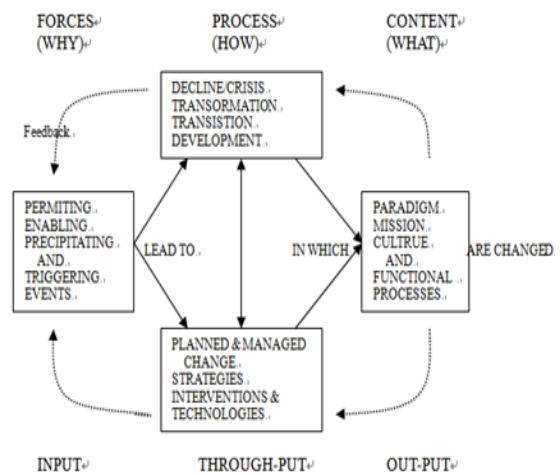 FORCES PROCESS CONTENT
(WHY) (HOW) (WHAT)
DECLINE/CRISIS.
TRANSORMATION.
TRANSISTION.
DEVELOPMENT.
Feedback.
PERMITING.
ENABLING.
PRECIPITATING.
AND.
TRIGGERING.
EVENTS.
LEAD TO.
IN WHICH.
PARADIGM.
MISSION.
CULTRUE.
AND.
FUNCTIONAL.
PROCESSES.
ARE CHANGED.
PLANNED & MANAGED
CHANGE.
STRATEGIES.
INTERVENTIONS &
TECHNOLOGIES.
INPUT THROUGH-PUT OUT-PUT